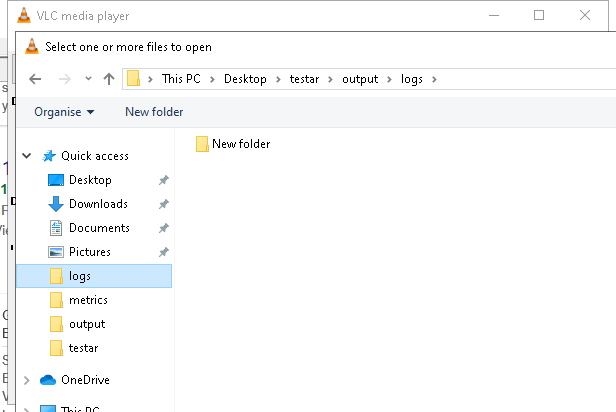 VLC media player
Select one or more files to open
This PC > Desktop > testar > output > logs >
Organise New folder
New folder
Quick access
Desktop
Downloads
Documents
Pictures
logs
metrics
output
testar
OneDrive
This PC